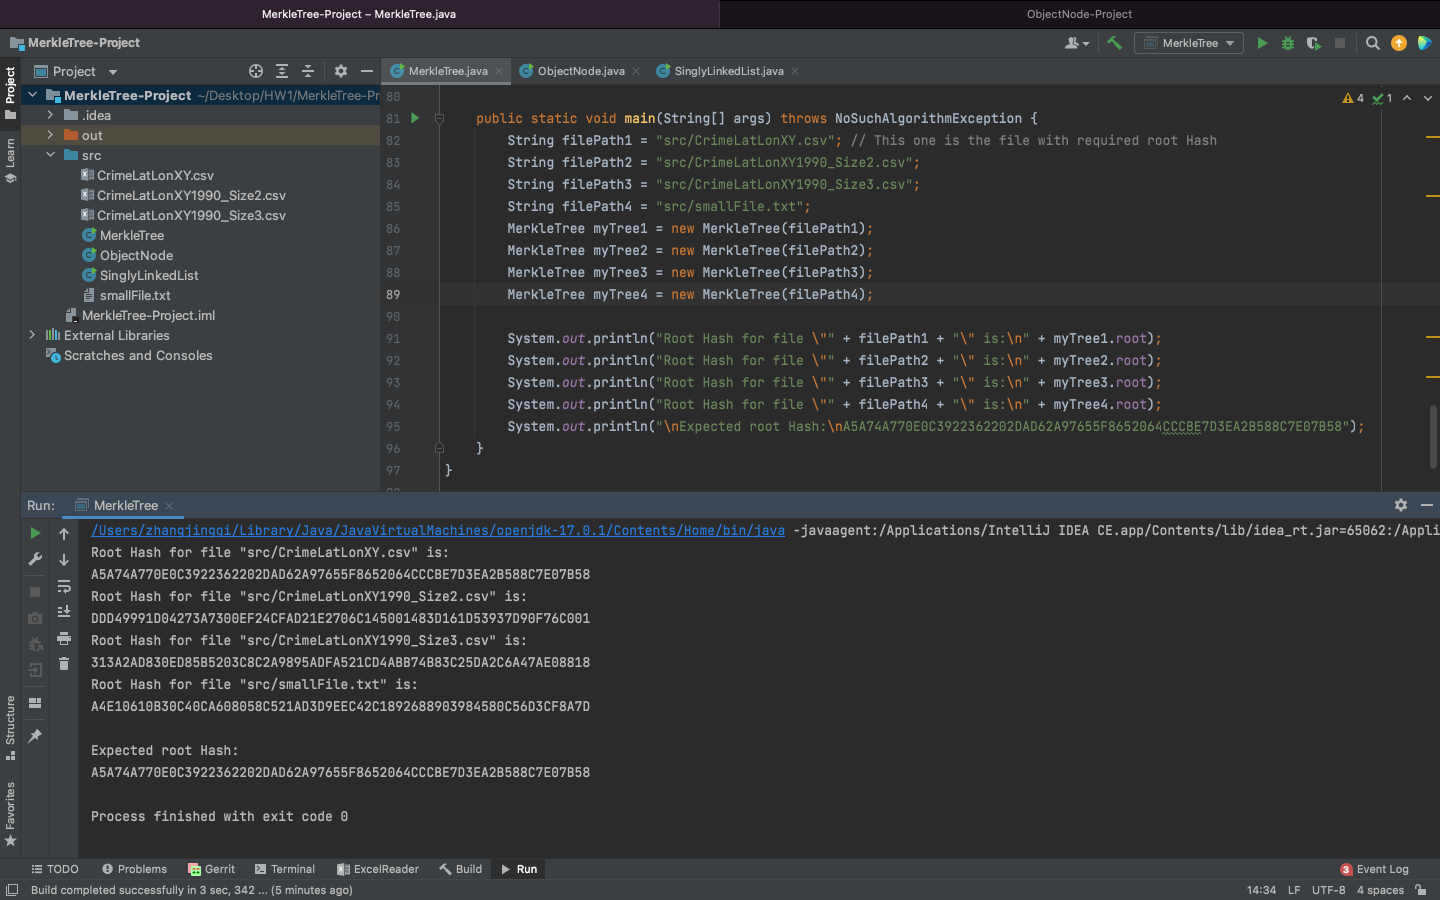 MerkleTree-Project – MerkleTree.java
ObjectNode-Project
MerkleTree-Project
MerkleTree
Project
MerkleTree.java
ObjectNode.java
SinglyLinkedList.java
Project
Learn
Structure
Favorites
MerkleTree-Project ~/Desktop/HW1/MerkleTree-Pr
.idea
out
src
CrimeLatLonXY.csv
CrimeLatLonXY1990_Size2.csv
CrimeLatLonXY1990_Size3.csv
MerkleTree
ObjectNode
SinglyLinkedList
smallFile.txt
MerkleTree-Project.iml
External Libraries
Scratches and Consoles
4 1
80
81 public static void main(String[] args) throws NoSuchAlgorithmException {
82 String filePath1 = "src/CrimeLatLonXY.csv"; // This one is the file with required root Hash
83 String filePath2 = "src/CrimeLatLonXY1990_Size2.csv";
84 String filePath3 = "src/CrimeLatLonXY1990_Size3.csv";
85 String filePath4 = "src/smallFile.txt";
86 MerkleTree myTree1 = new MerkleTree(filePath1);
87 MerkleTree myTree2 = new MerkleTree(filePath2);
88 MerkleTree myTree3 = new MerkleTree(filePath3);
89 MerkleTree myTree4 = new MerkleTree(filePath4);
90
91 System.out.println("Root Hash for file \"" + filePath1 + "\" is:\n" + myTree1.root);
92 System.out.println("Root Hash for file \"" + filePath2 + "\" is:\n" + myTree2.root);
93 System.out.println("Root Hash for file \"" + filePath3 + "\" is:\n" + myTree3.root);
94 System.out.println("Root Hash for file \"" + filePath4 + "\" is:\n" + myTree4.root);
95 System.out.println("\nExpected root Hash:\nA5A74A770E0C3922362202DAD62A97655F8652064CCCBE7D3EA2B588C7E07B58");
96 }
97 }
Run: MerkleTree
/Users/zhangjingqi/Library/Java/JavaVirtualMachines/openjdk-17.0.1/Contents/Home/bin/java -javaagent:/Applications/IntelliJ IDEA CE.app/Contents/lib/idea_rt.jar=65062:/Appli
Root Hash for file "src/CrimeLatLonXY.csv" is:
A5A74A770E0C3922362202DAD62A97655F8652064CCCBE7D3EA2B588C7E07B58
Root Hash for file "src/CrimeLatLonXY1990_Size2.csv" is:
DDD49991D04273A7300EF24CFAD21E2706C145001483D161D53937D90F76C001
Root Hash for file "src/CrimeLatLonXY1990_Size3.csv" is:
313A2AD830ED85B5203C8C2A9895ADFA521CD4ABB74B83C25DA2C6A47AE08818
Root Hash for file "src/smallFile.txt" is:
A4E10610B30C40CA608058C521AD3D9EEC42C1892688903984580C56D3CF8A7D
Expected root Hash:
A5A74A770E0C3922362202DAD62A97655F8652064CCCBE7D3EA2B588C7E07B58
Process finished with exit code 0
TODO Problems Gerrit Terminal ExcelReader Build Run 3 Event Log
Build completed successfully in 3 sec, 342 ... (5 minutes ago) 14:34 LF UTF-8 4 spaces